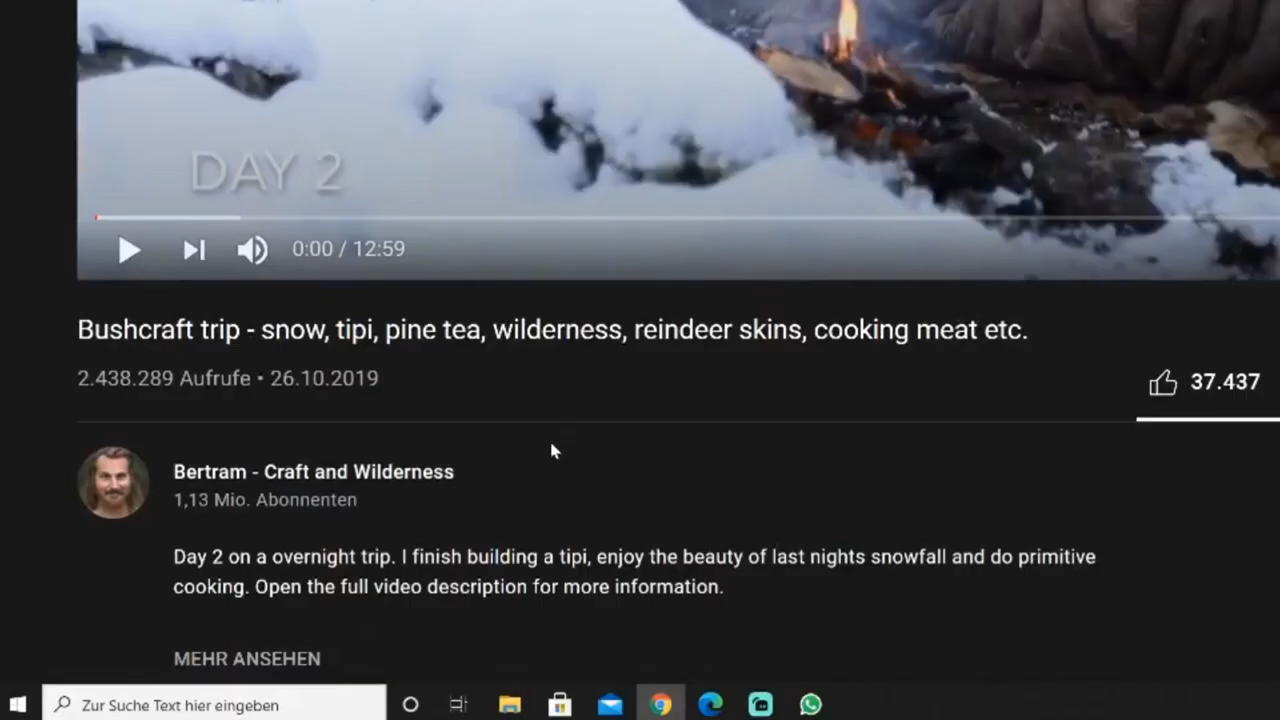 DAY 2
0:00 / 12:59
Bushcraft trip - snow, tipi, pine tea, wilderness, reindeer skins, cooking meat etc.
2.438.289 Aufrufe • 26.10.2019
37.437
Bertram - Craft and Wilderness
1,13 Mio. Abonnenten
Day 2 on a overnight trip. I finish building a tipi, enjoy the beauty of last nights snowfall and do primitive
cooking. Open the full video description for more information.
MEHR ANSEHEN
Zur Suche Text hier eingeben